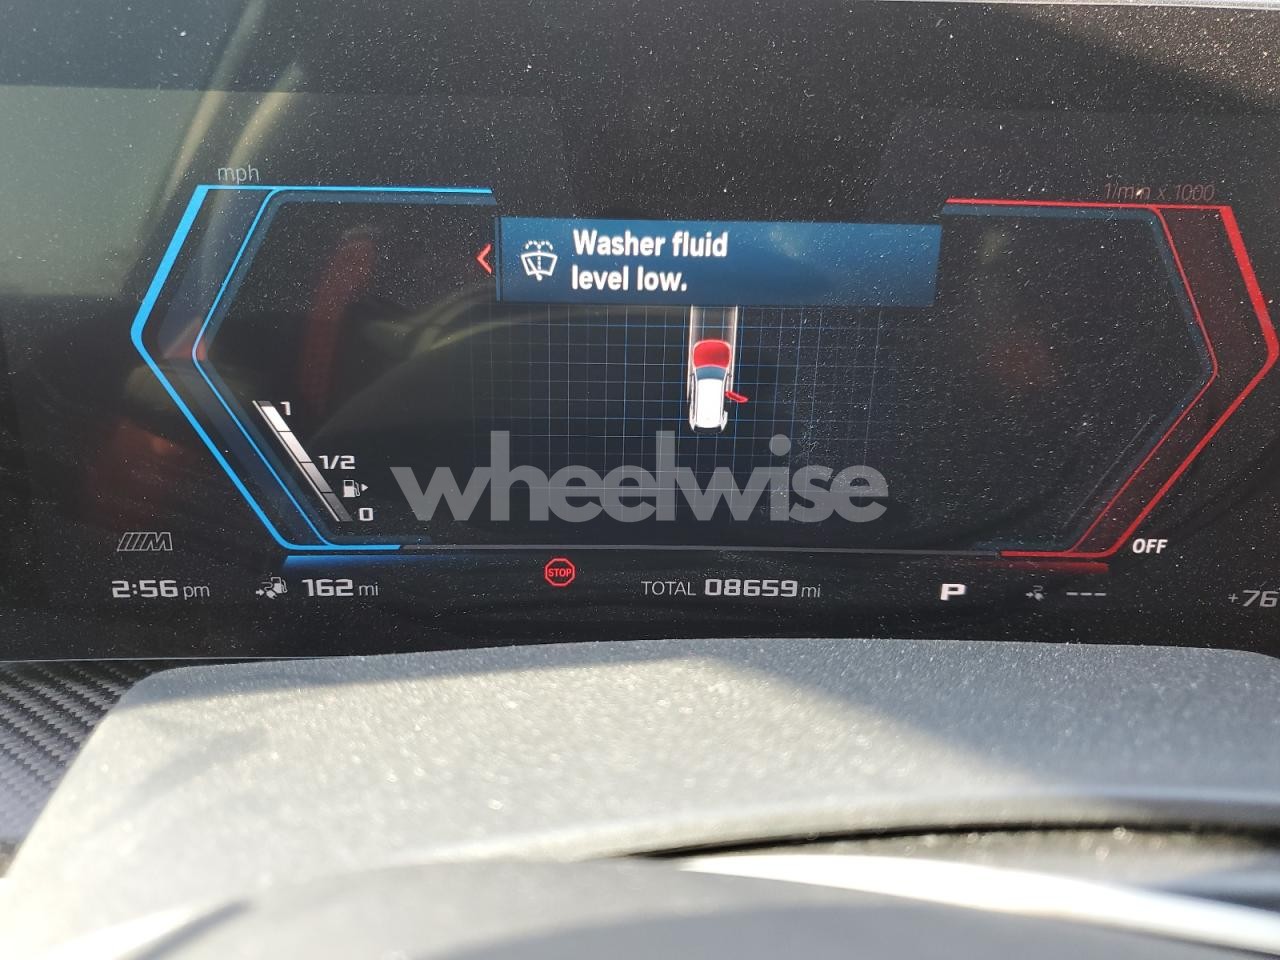 mph
1/min x 1000
Washer fluid
level low.
1
1/2
0
wheelwise
M
OFF
2:56 pm
162 mi
STOP
TOTAL 08659 mi
P
---
+76